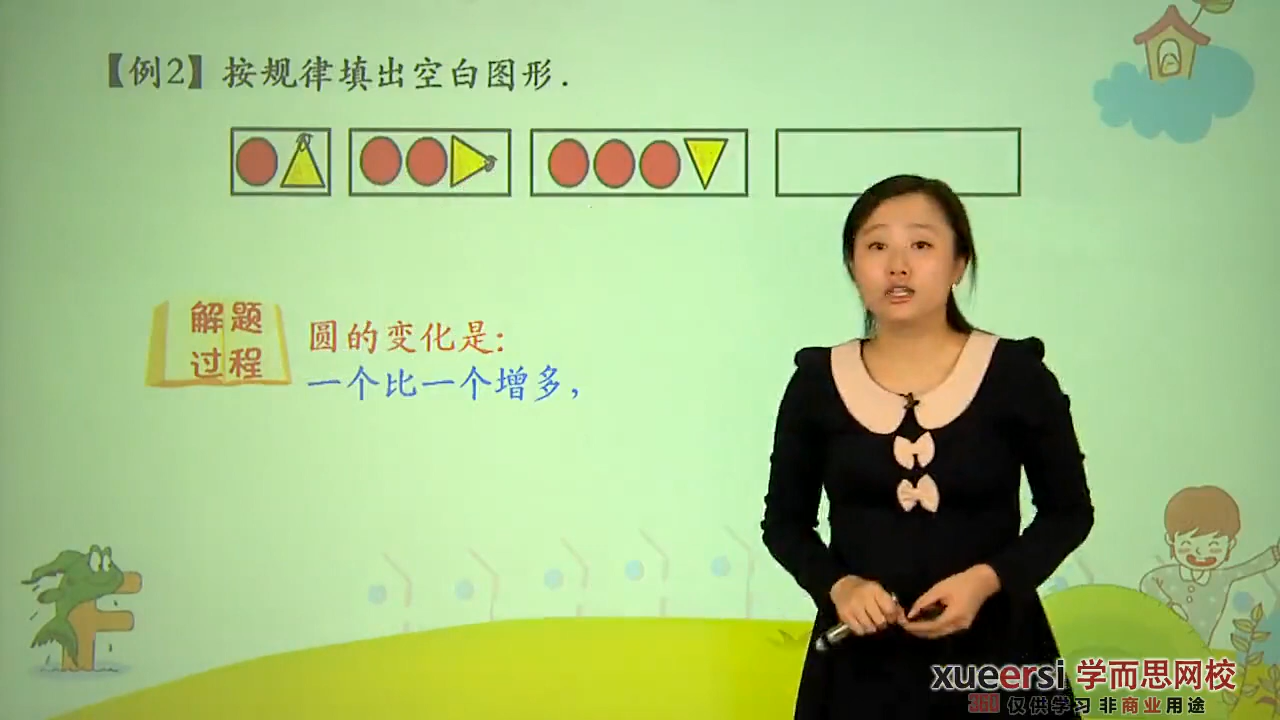 【例2】按规律填出空白图形.
解题
过程
圆的变化是:
一个比一个增多,
xueersi 学而思网校
360 仅供学习 非商业用途